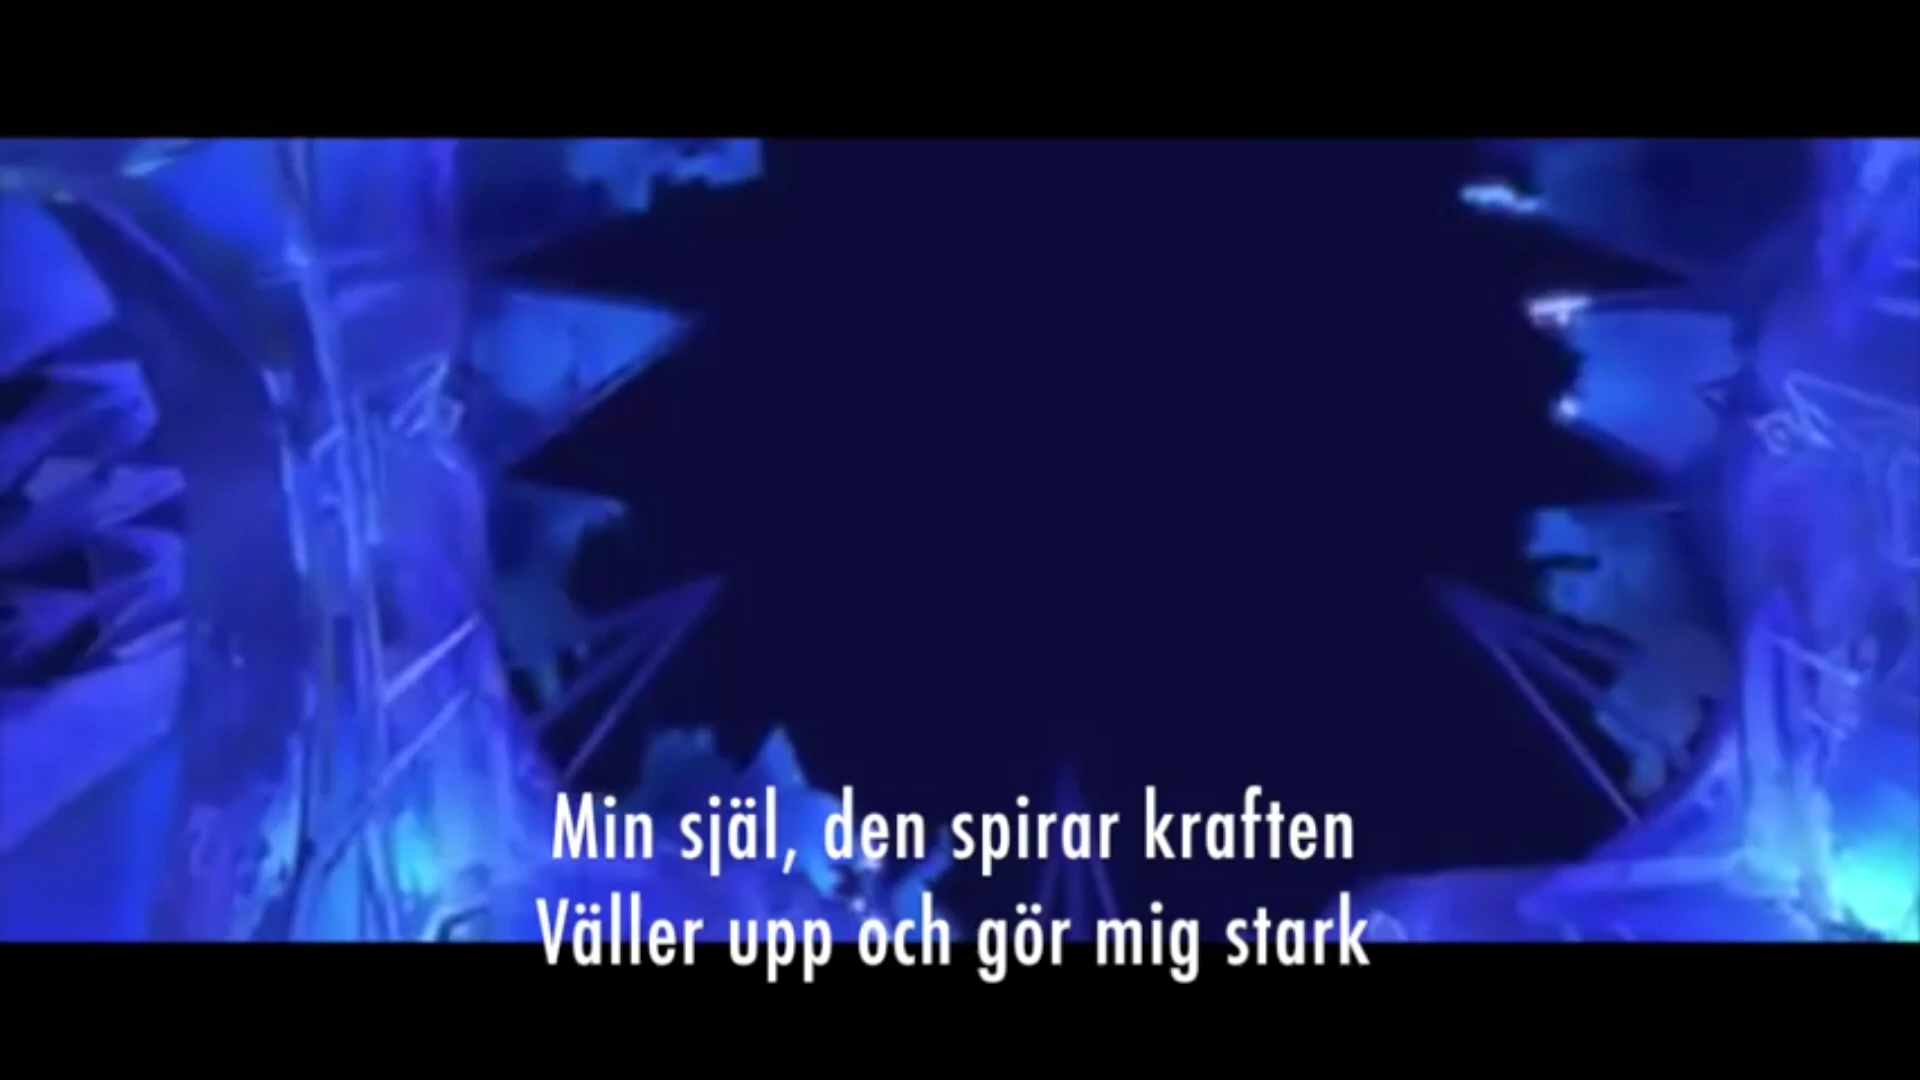 Min själ, den spirar kraften
Väller upp och gör mig stark